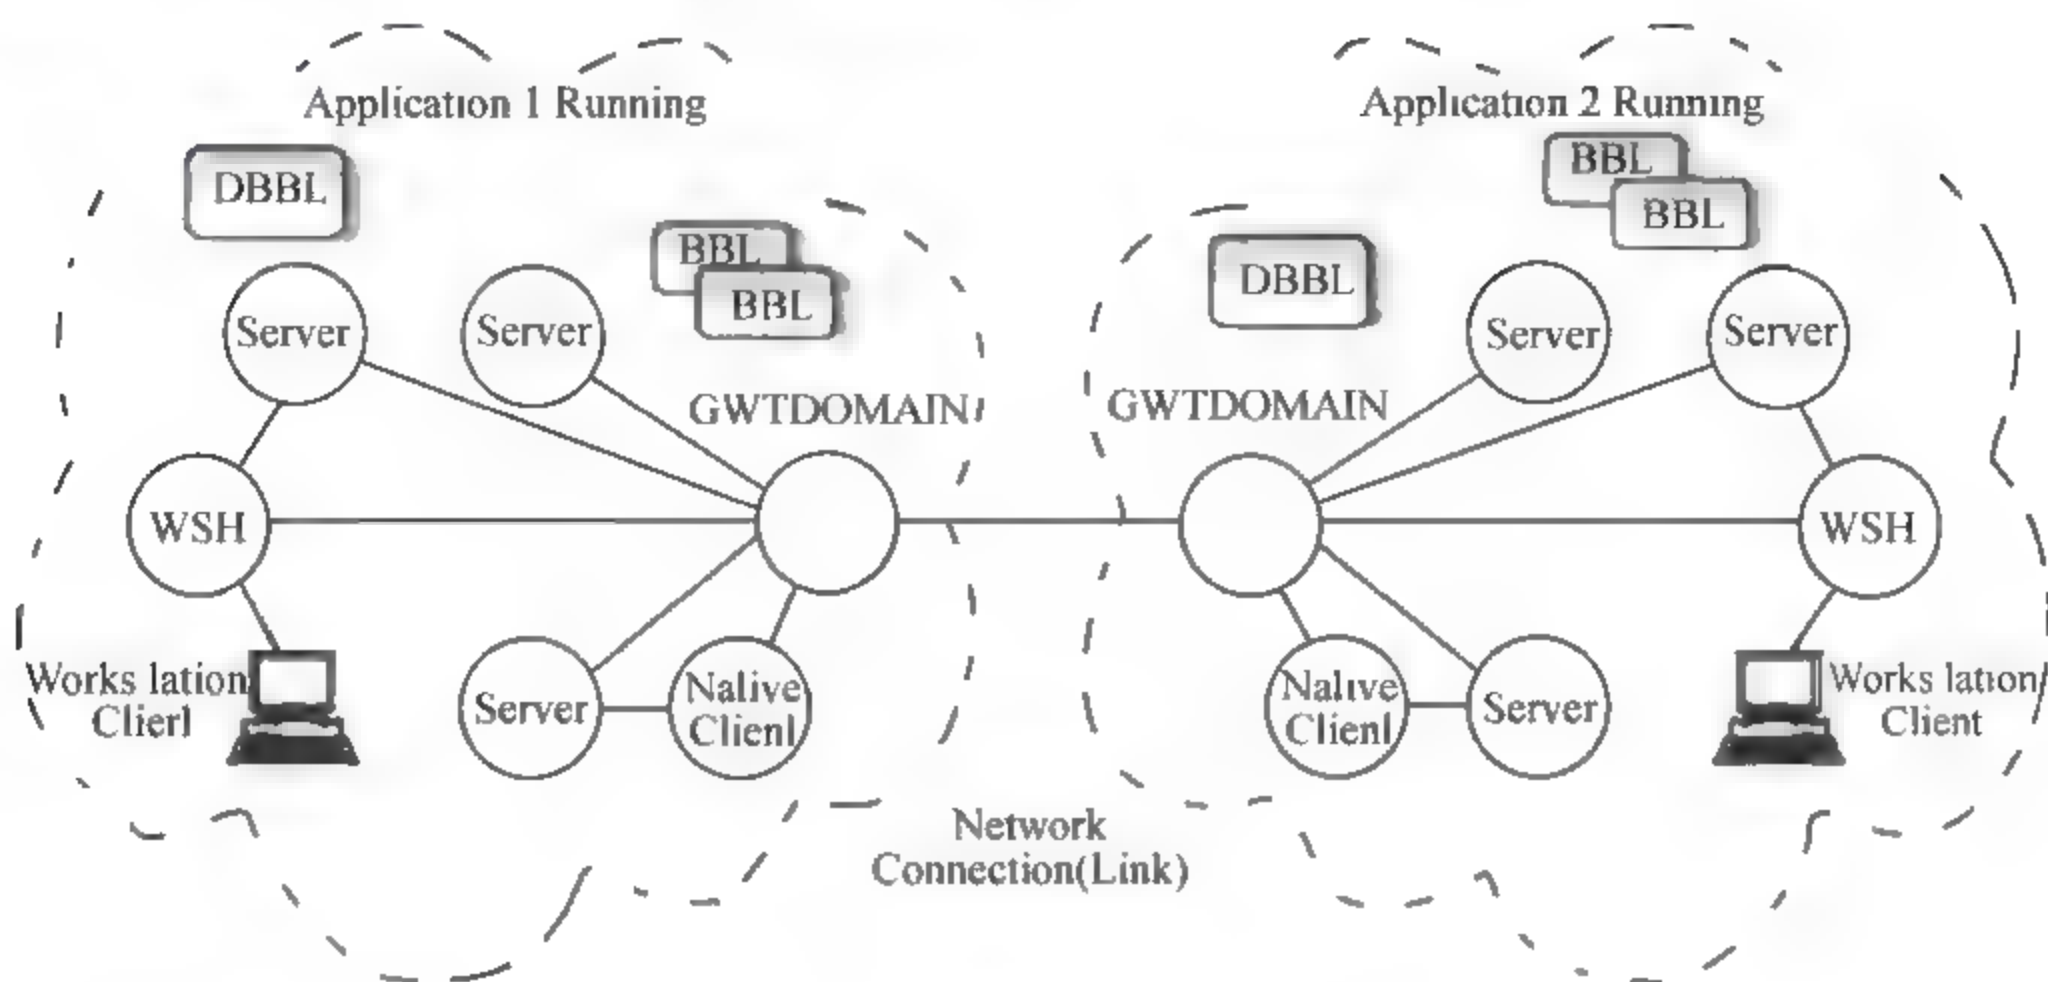 Application 1 Running
DBBL
BBL
BBL
Server
Server
GWTDOMAIN
WSH
Works lation
Clierl
Server
Nalive
Clienl
Application 2 Running
BBL
BBL
DBBL
Server
Server
GWTDOMAIN
WSH
Nalive
Clienl
Server
Works lation
Client
Network
Connection(Link)